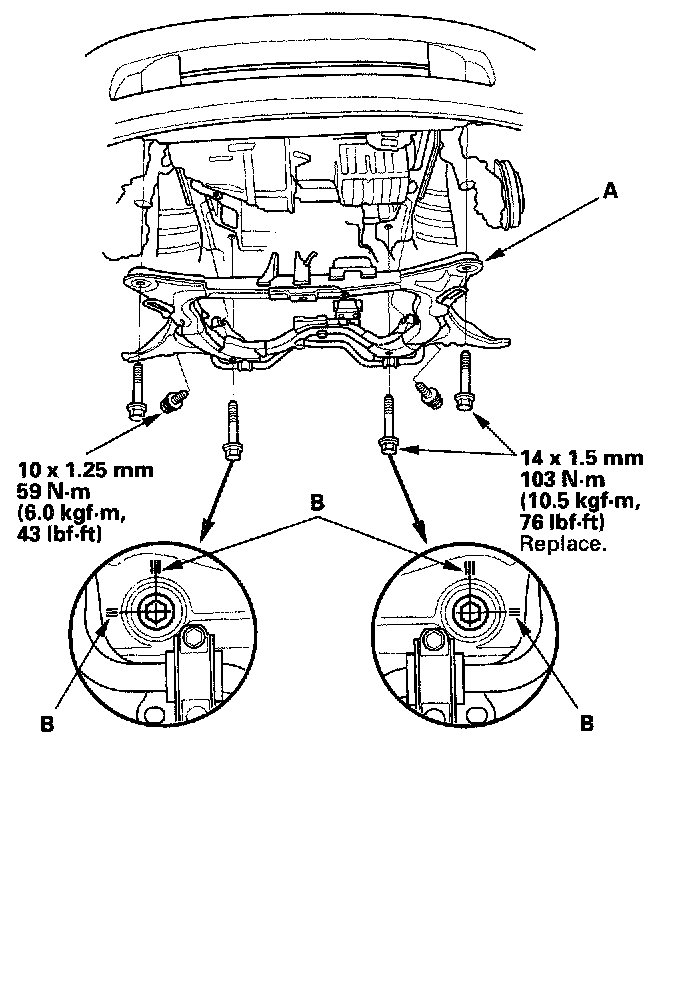 A
10 x 1.25 mm
59 N·m
(6.0 kgf·m,
43 lbf·ft)
14 x 1.5 mm
103 N·m
(10.5 kgf·m,
76 lbf·ft)
Replace.
B
B
B